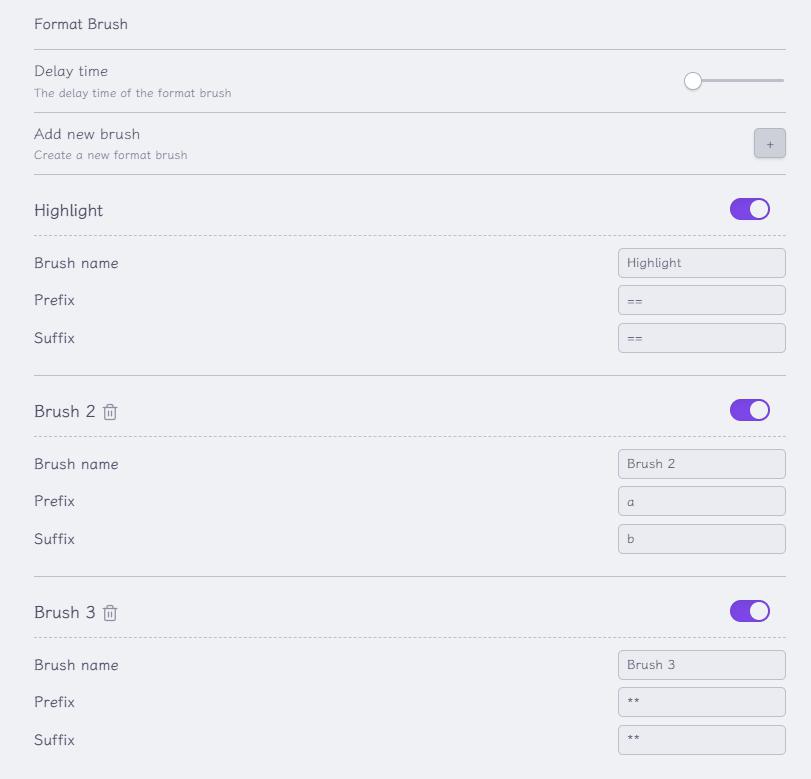 Format Brush
Delay time
The delay time of the format brush
Add new brush
Create a new format brush
+
Highlight
Brush name
Highlight
Prefix
==
Suffix
==
Brush 2
Brush name
Brush 2
Prefix
a
Suffix
b
Brush 3
Brush name
Brush 3
Prefix
**
Suffix
**